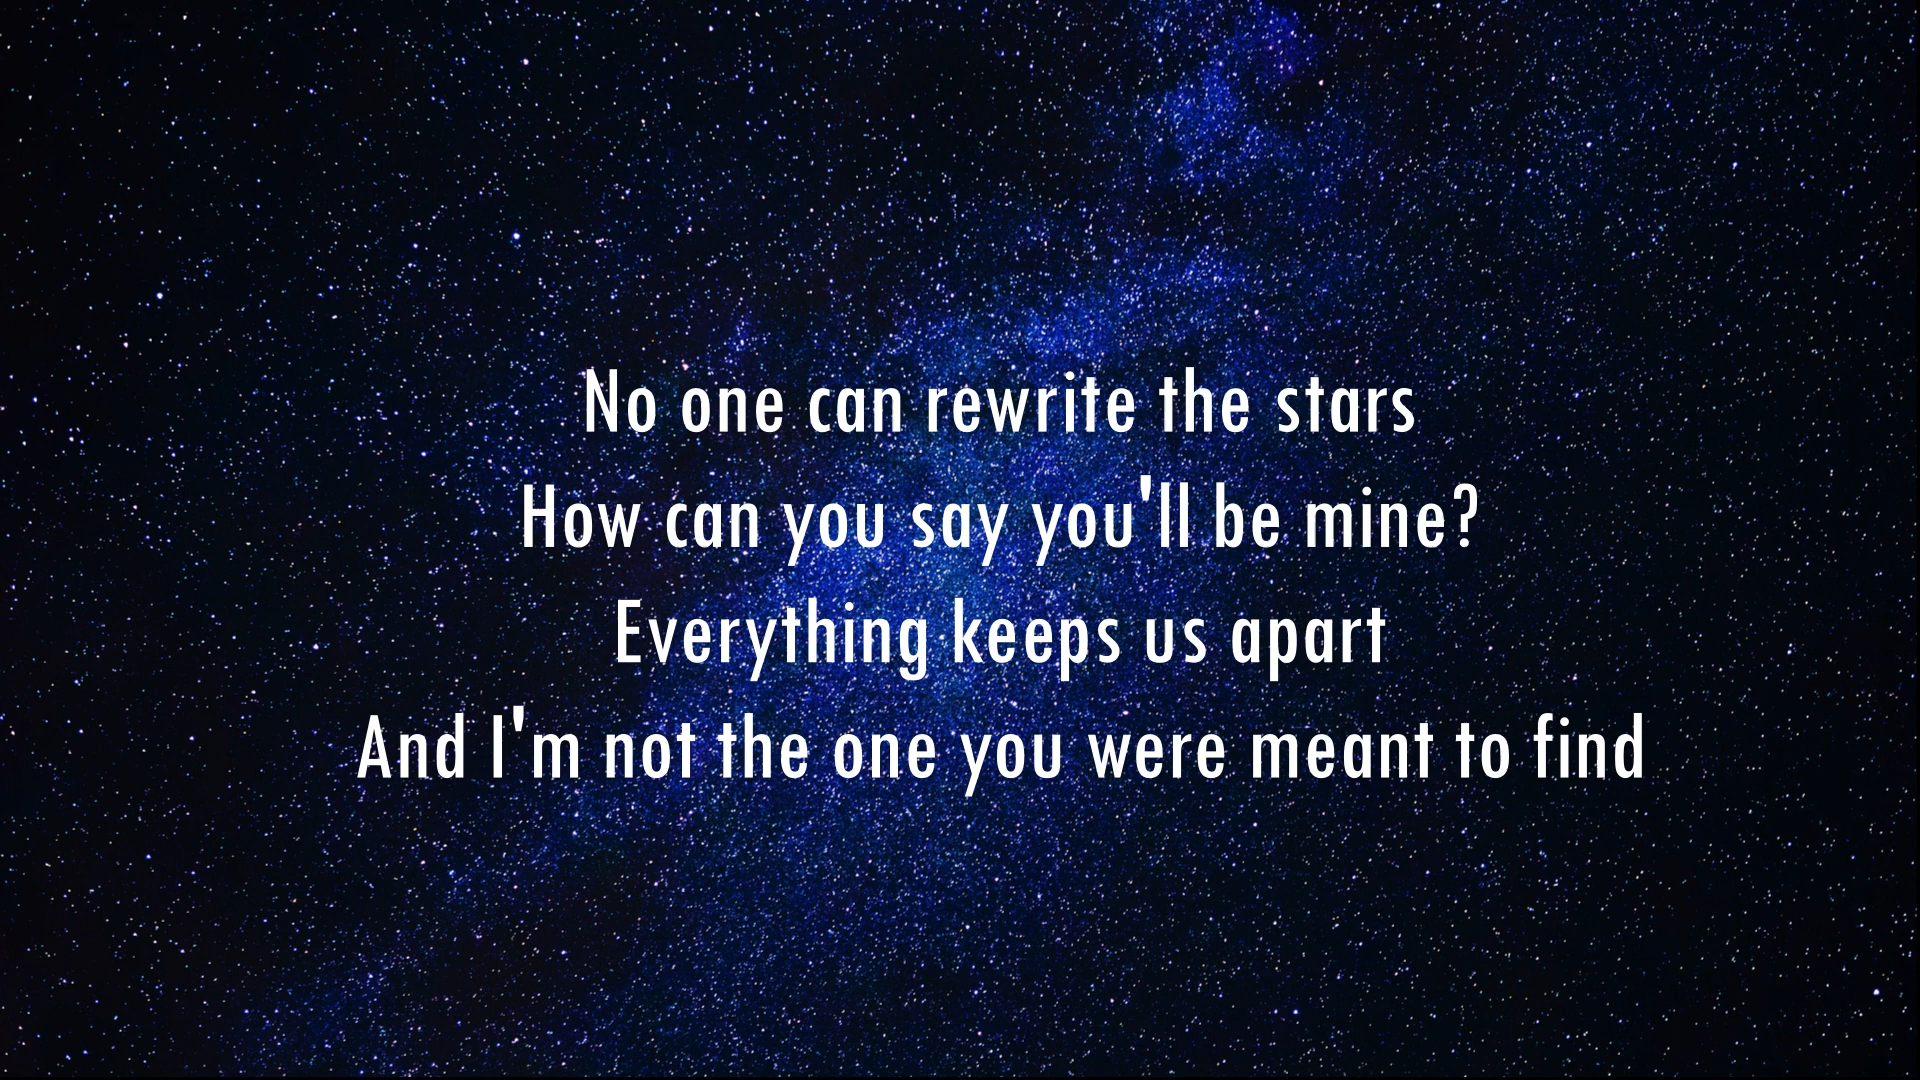 No one can rewrite the stars
How can you say you'll be mine?
Everything keeps us apart
And I'm not the one you were meant to find